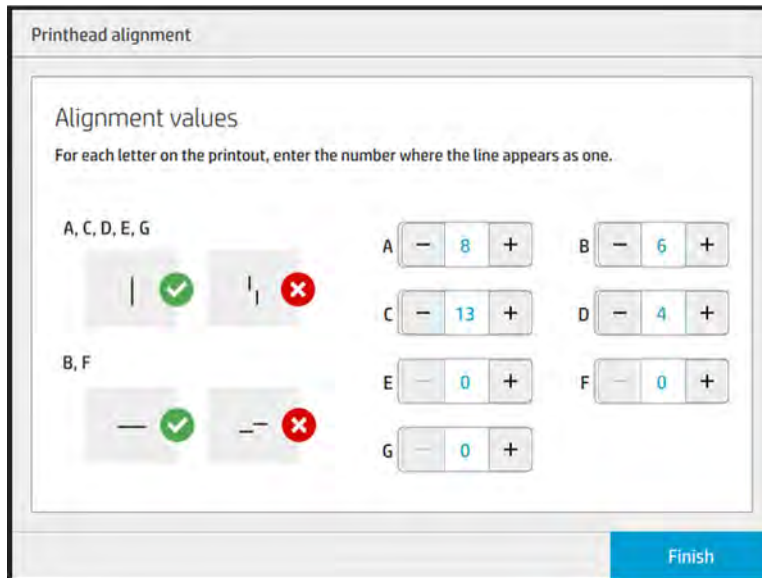 Printhead alignment
Alignment values
For each letter on the printout, enter the number where the line appears as one.
A, C, D, E, G
A − 8 + B − 6 +
C − 13 + D − 4 +
B, F
E − 0 + F − 0 +
G − 0 +
Finish